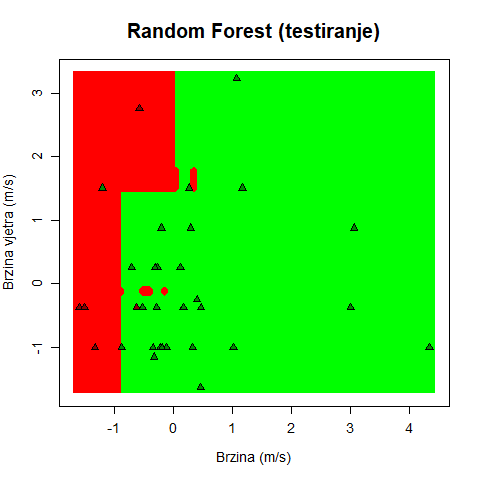 Random Forest (testiranje)
Brzina vjetra (m/s)
3
2
1
0
-1
-1 0 1 2 3 4
Brzina (m/s)